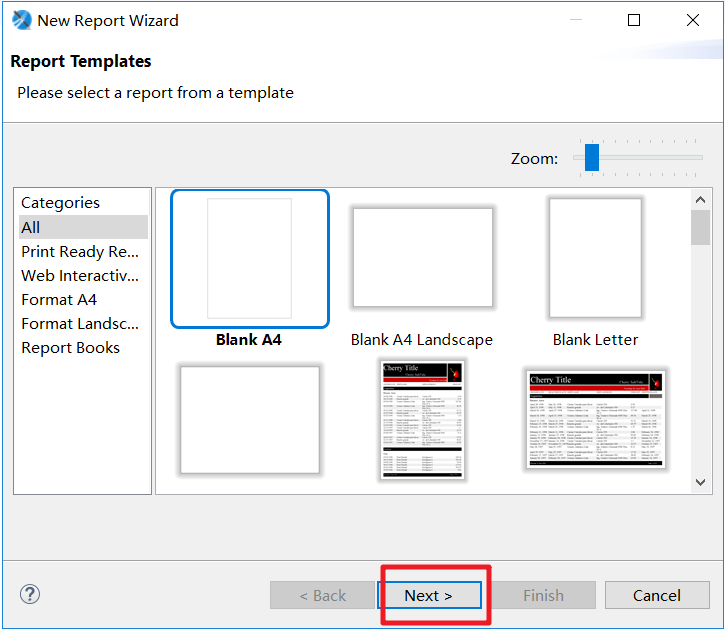 New Report Wizard
Report Templates
Please select a report from a template
Zoom:
Categories
All
Print Ready Re...
Web Interactiv...
Format A4
Format Landsc...
Report Books
Blank A4
Blank A4 Landscape
Blank Letter
Cherry Title
Cherry Title
?
< Back
Next >
Finish
Cancel